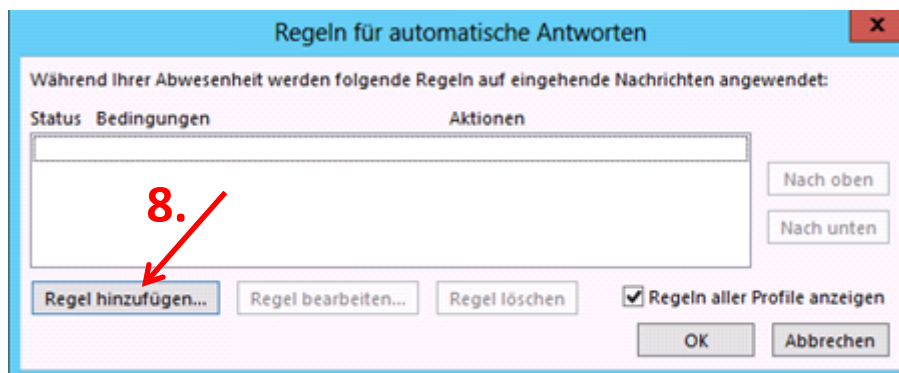 Regeln für automatische Antworten
x
Während Ihrer Abwesenheit werden folgende Regeln auf eingehende Nachrichten angewendet:
Status Bedingungen Aktionen
Nach oben
8.
Nach unten
Regel hinzufügen... Regel bearbeiten... Regel löschen Regeln aller Profile anzeigen
OK Abbrechen